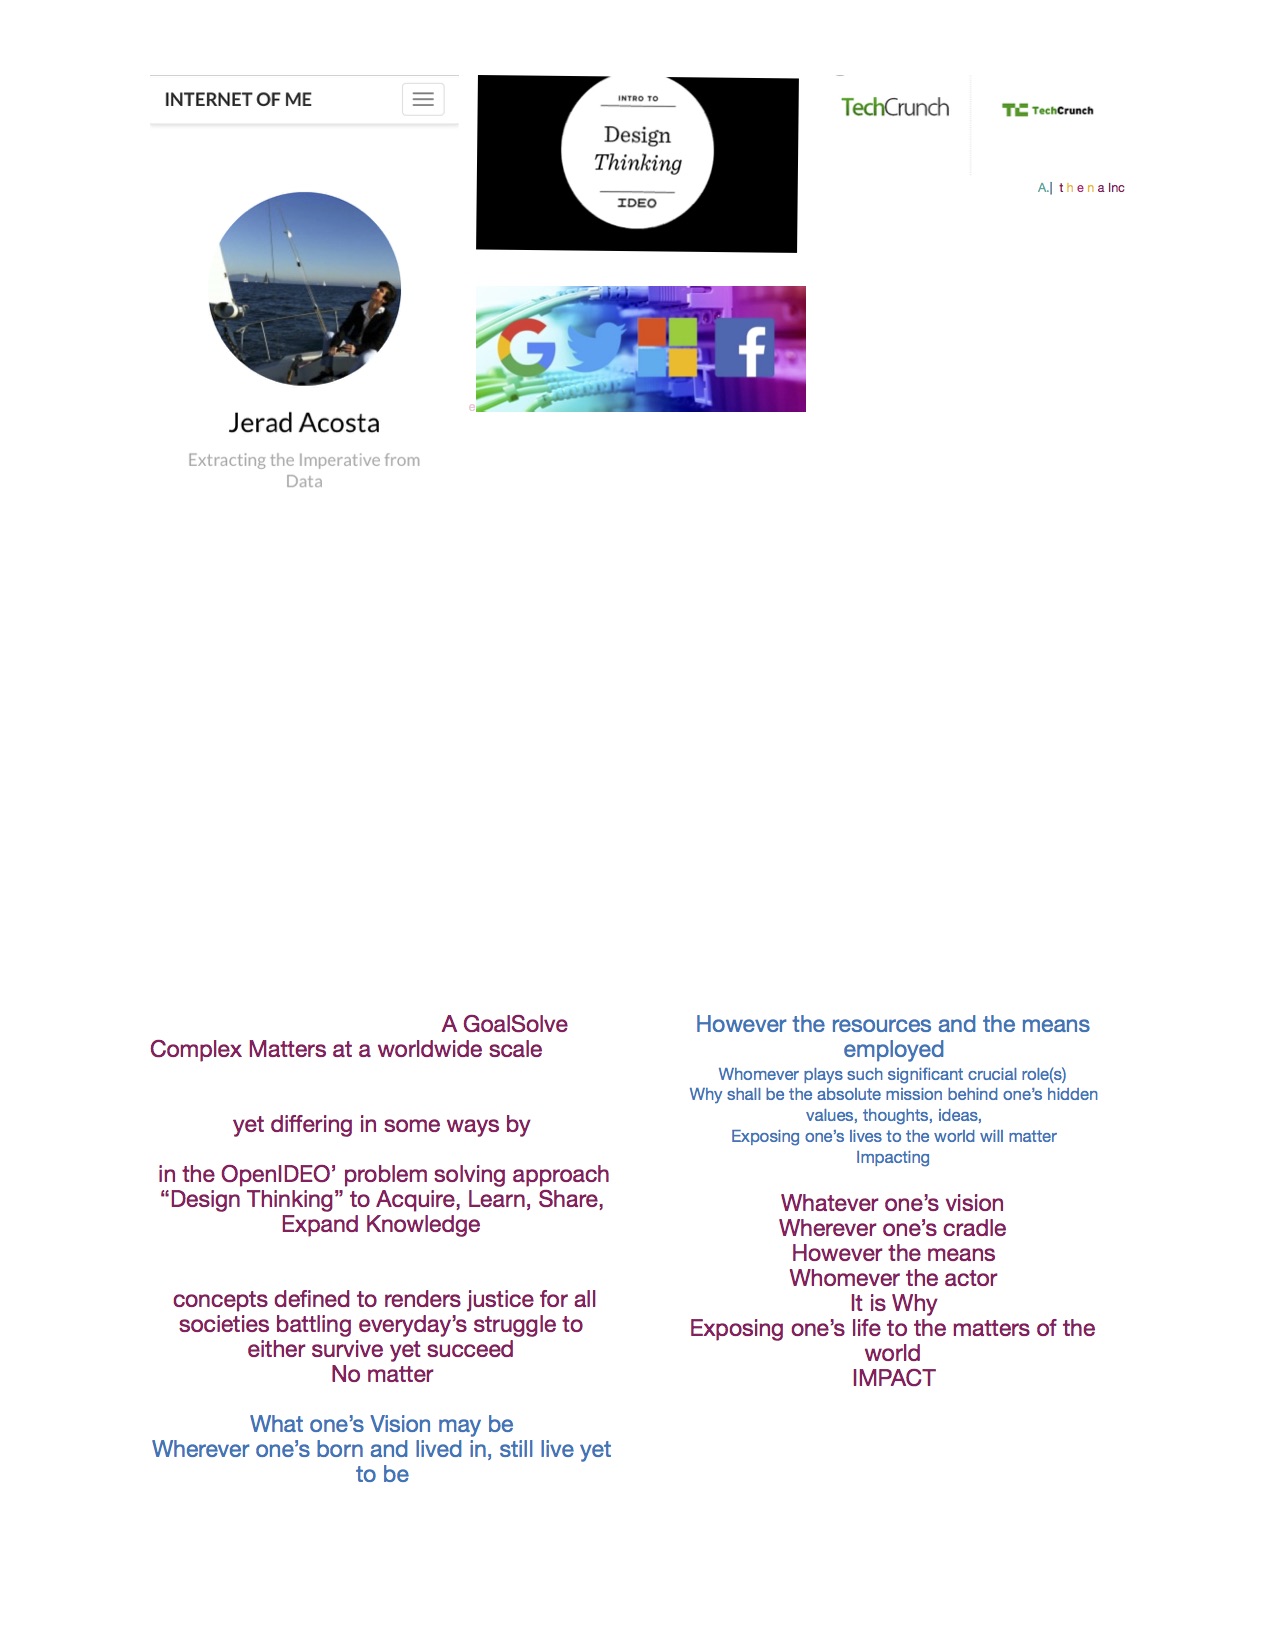 INTERNET OF ME
Jerad Acosta
Extracting the Imperative from
Data
INTRO TO
Design
Thinking
IDEO
e
TechCrunch
TechCrunch
A.| t h e n a Inc
A GoalSolve
Complex Matters at a worldwide scale
yet differing in some ways by
in the OpenIDEO’ problem solving approach
“Design Thinking” to Acquire, Learn, Share,
Expand Knowledge
concepts defined to renders justice for all
societies battling everyday’s struggle to
either survive yet succeed
No matter
What one’s Vision may be
Wherever one’s born and lived in, still live yet
to be
However the resources and the means
employed
Whomever plays such significant crucial role(s)
Why shall be the absolute mission behind one’s hidden
values, thoughts, ideas,
Exposing one’s lives to the world will matter
Impacting
Whatever one’s vision
Wherever one’s cradle
However the means
Whomever the actor
It is Why
Exposing one’s life to the matters of the
world
IMPACT